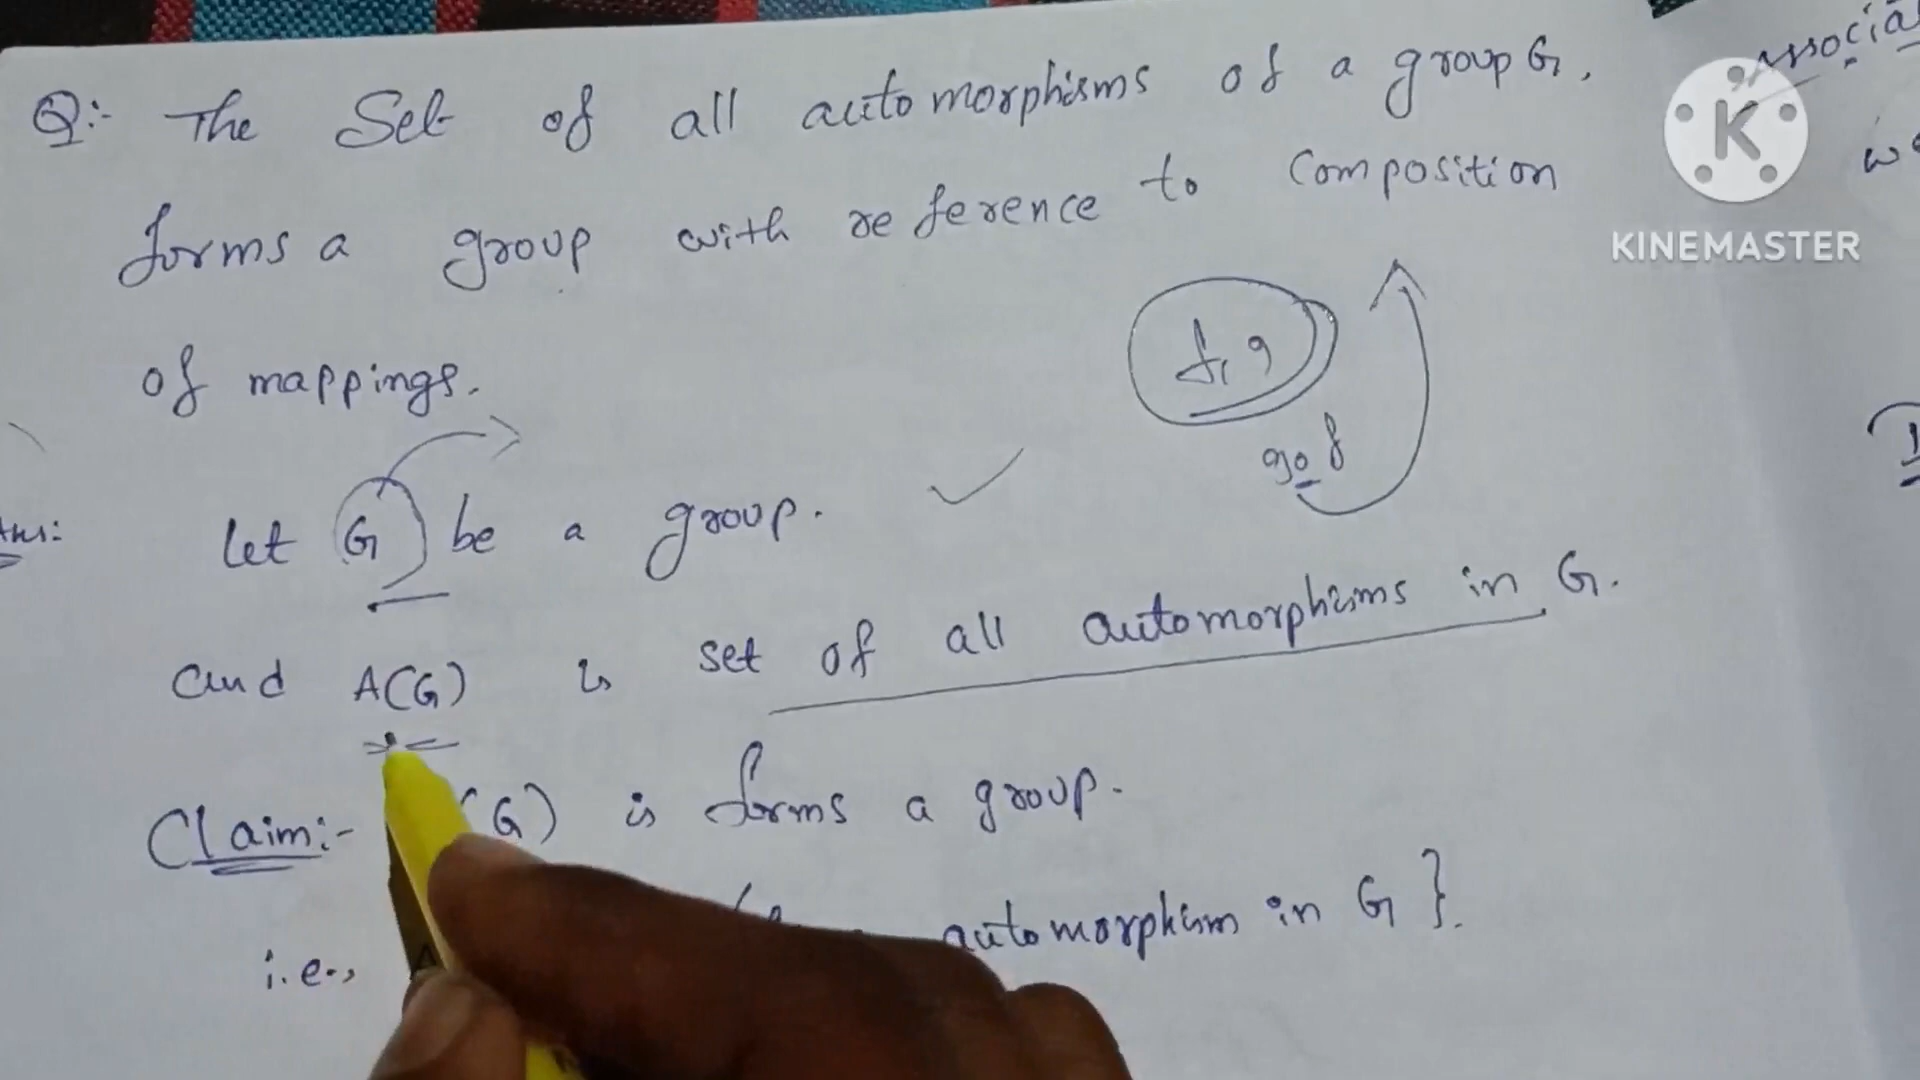 Q:- The Set of all automorphisms of a group G.
forms a group with reference to composition
of mappings.
f, g
gof
Ans: Let G be a group.
and A(G) is set of all automorphisms in G.
Claim:- (G) is forms a group.
i.e., automorphism in G }.
K
KINEMASTER